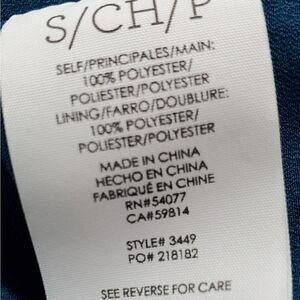 S/CH/P
SELF/PRINCIPALES/MAIN:
100% POLYESTER/
POLIESTER/POLYESTER
LINING/FARRO/DOUBLURE:
100% POLYESTER/
POLIESTER/POLYESTER
MADE IN CHINA
HECHO EN CHINA
FABRIQUÉ EN CHINE
RN#54077
CA#59814
STYLE# 3449
PO# 218182
SEE REVERSE FOR CARE